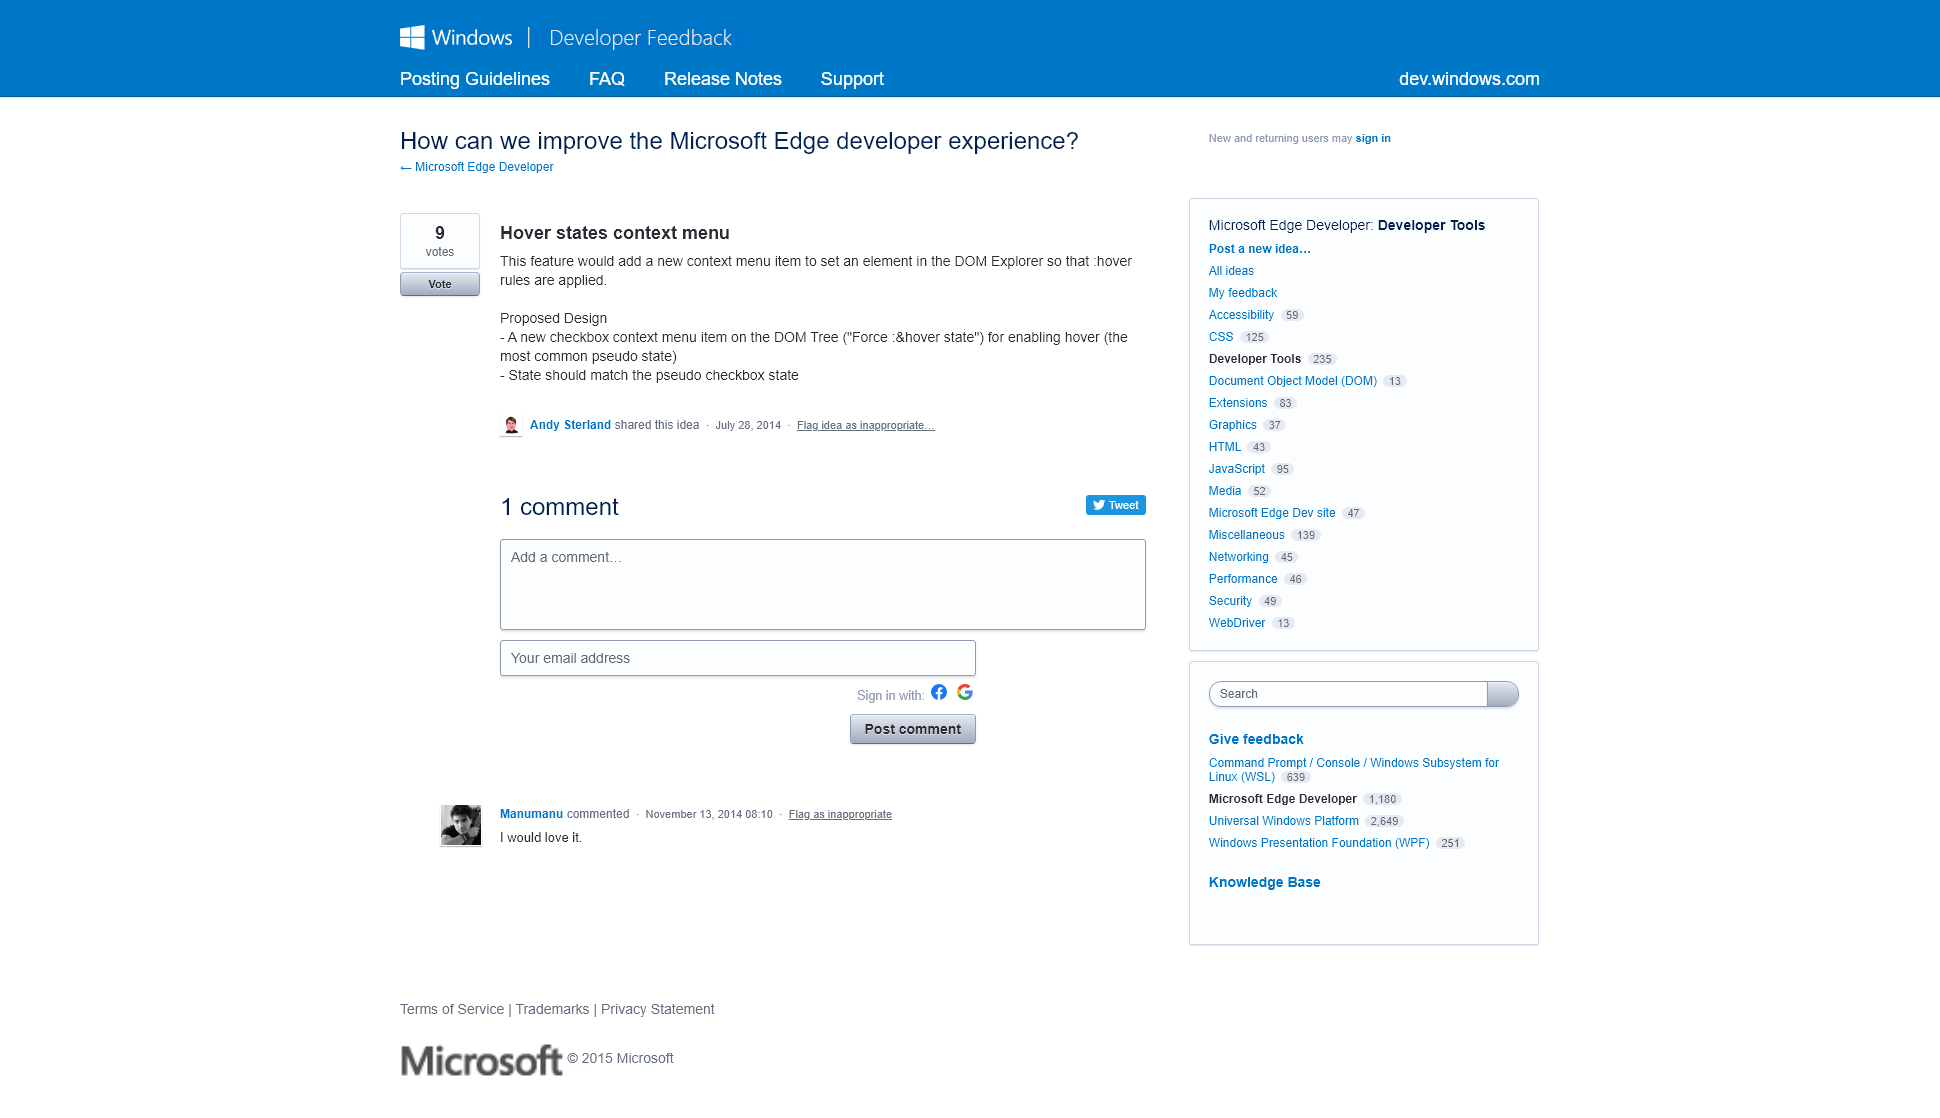 Windows | Developer Feedback
Posting Guidelines FAQ Release Notes Support dev.windows.com
How can we improve the Microsoft Edge developer experience?
← Microsoft Edge Developer
New and returning users may sign in
9
votes
Vote
Hover states context menu
This feature would add a new context menu item to set an element in the DOM Explorer so that :hover
rules are applied.
Proposed Design
- A new checkbox context menu item on the DOM Tree ("Force :&hover state") for enabling hover (the
most common pseudo state)
- State should match the pseudo checkbox state
Andy Sterland shared this idea · July 28, 2014 · Flag idea as inappropriate…
1 comment
Tweet
Add a comment…
Your email address
Sign in with:
Post comment
Manumanu commented · November 13, 2014 08:10 · Flag as inappropriate
I would love it.
Microsoft Edge Developer: Developer Tools
Post a new idea…
All ideas
My feedback
Accessibility 59
CSS 125
Developer Tools 235
Document Object Model (DOM) 13
Extensions 83
Graphics 37
HTML 43
JavaScript 95
Media 52
Microsoft Edge Dev site 47
Miscellaneous 139
Networking 45
Performance 46
Security 49
WebDriver 13
Search
Give feedback
Command Prompt / Console / Windows Subsystem for
Linux (WSL) 639
Microsoft Edge Developer 1,180
Universal Windows Platform 2,649
Windows Presentation Foundation (WPF) 251
Knowledge Base
Terms of Service | Trademarks | Privacy Statement
Microsoft © 2015 Microsoft